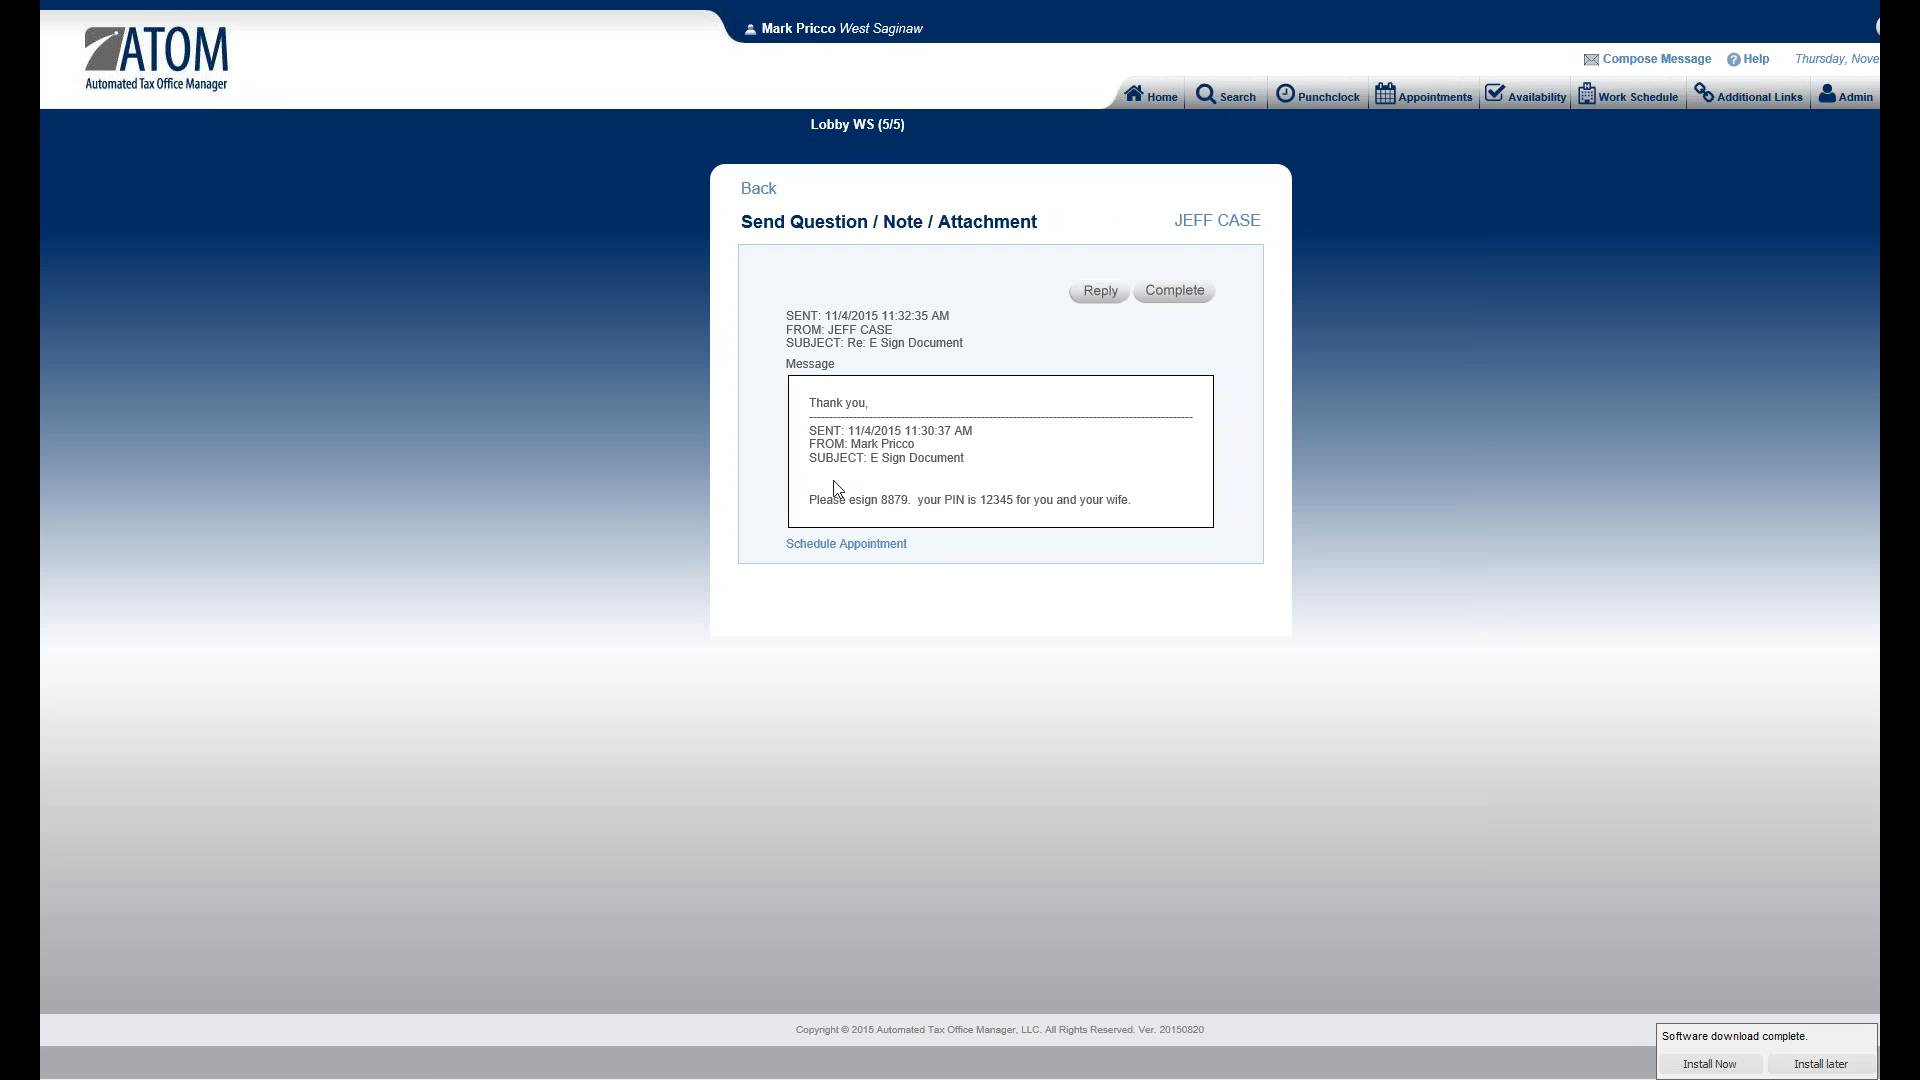 ATOM
Automated Tax Office Manager
Mark Pricco West Saginaw
Compose Message Help Thursday, Nove
Home Search Punchclock Appointments Availability Work Schedule Additional Links Admin
Lobby WS (5/5)
Back
Send Question / Note / Attachment JEFF CASE
Reply Complete
SENT: 11/4/2015 11:32:35 AM
FROM: JEFF CASE
SUBJECT: Re: E Sign Document
Message
Thank you,
SENT: 11/4/2015 11:30:37 AM
FROM: Mark Pricco
SUBJECT: E Sign Document
Please esign 8879. your PIN is 12345 for you and your wife.
Schedule Appointment
Copyright © 2015 Automated Tax Office Manager, LLC. All Rights Reserved. Ver. 20150820
Software download complete.
Install Now Install later